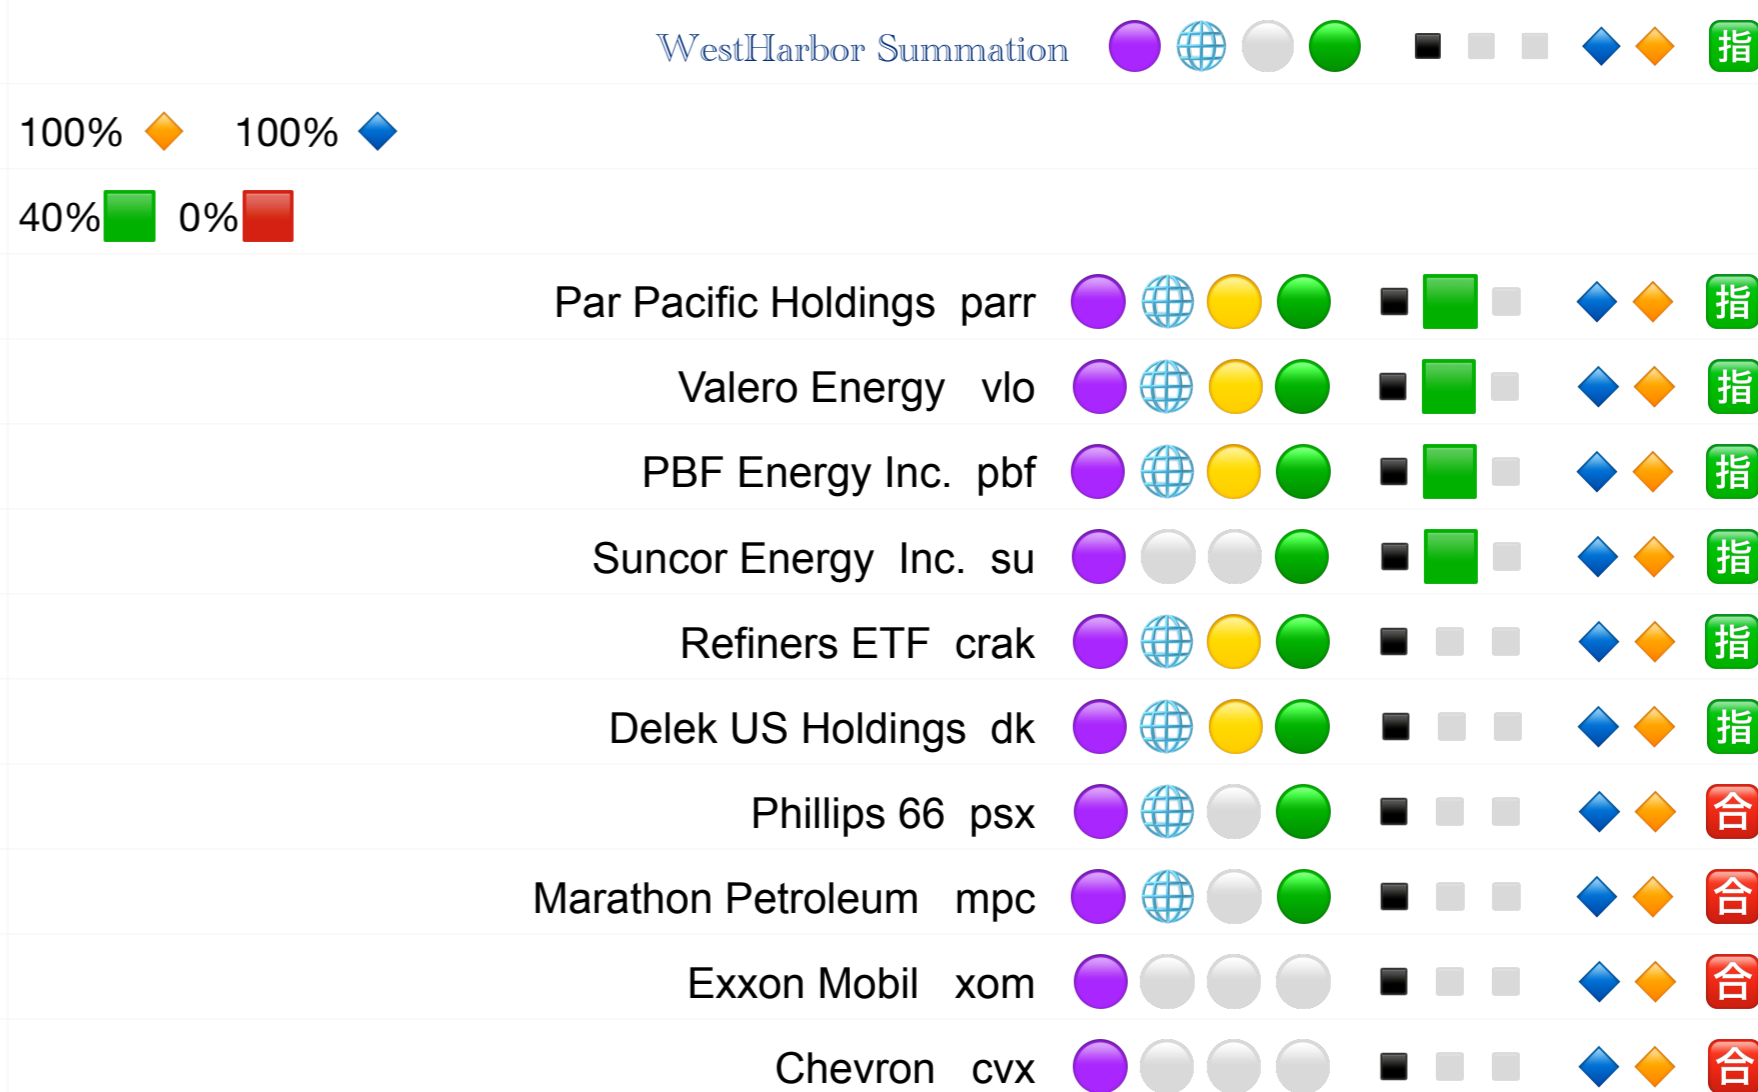 WestHarbor Summation 指
100% 100%
40% 0%
Par Pacific Holdings parr 指
Valero Energy vlo 指
PBF Energy Inc. pbf 指
Suncor Energy Inc. su 指
Refiners ETF crak 指
Delek US Holdings dk 指
Phillips 66 psx 合
Marathon Petroleum mpc 合
Exxon Mobil xom 合
Chevron cvx 合